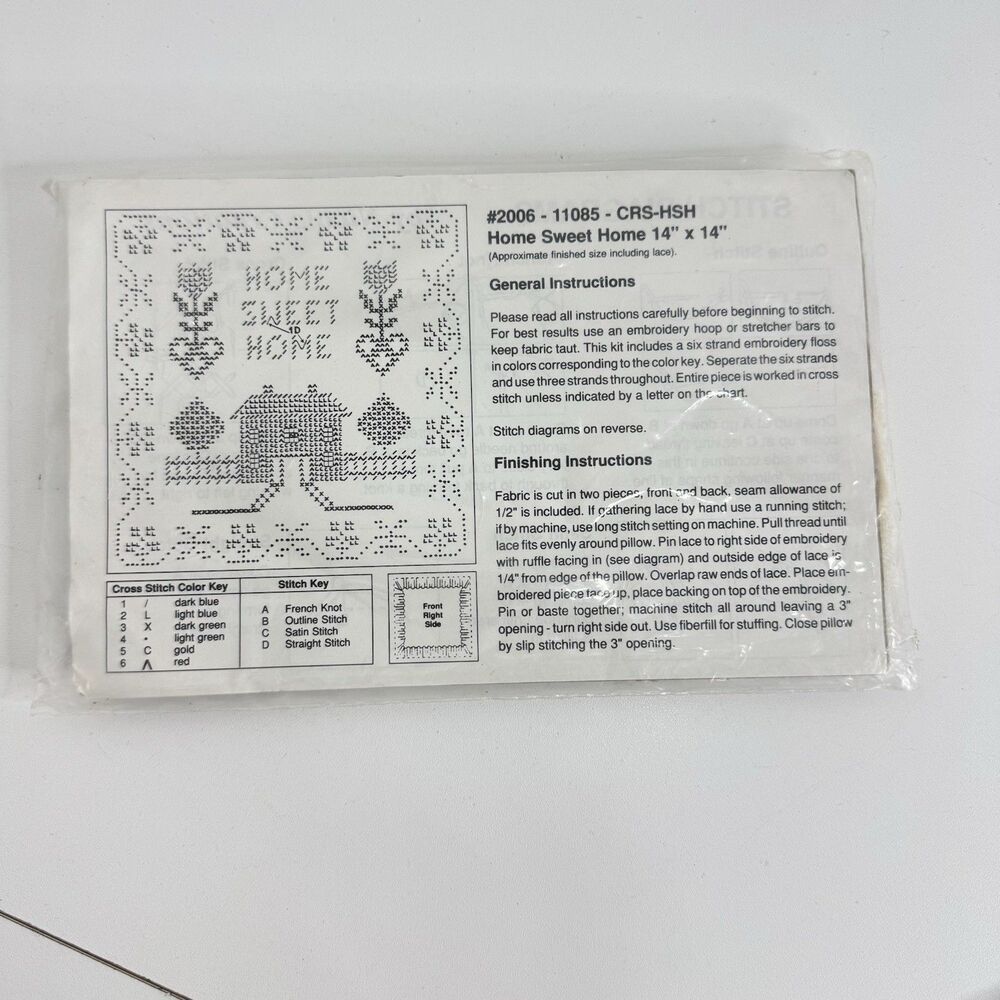 HOME
SWEET
1D
HOME
Cross Stitch Color Key
1 / dark blue
2 L light blue
3 X dark green
4 • light green
5 C gold
6 Λ red
Stitch Key
A French Knot
B Outline Stitch
C Satin Stitch
D Straight Stitch
Front
Right
Side
#2006 - 11085 - CRS-HSH
Home Sweet Home 14" x 14"
(Approximate finished size including lace).
General Instructions
Please read all instructions carefully before beginning to stitch.
For best results use an embroidery hoop or stretcher bars to
keep fabric taut. This kit includes a six strand embroidery floss
in colors corresponding to the color key. Seperate the six strands
and use three strands throughout. Entire piece is worked in cross
stitch unless indicated by a letter on the chart.
Stitch diagrams on reverse.
Finishing Instructions
Fabric is cut in two pieces, front and back, seam allowance of
1/2" is included. If gathering lace by hand use a running stitch;
if by machine, use long stitch setting on machine. Pull thread until
lace fits evenly around pillow. Pin lace to right side of embroidery
with ruffle facing in (see diagram) and outside edge of lace is
1/4" from edge of the pillow. Overlap raw ends of lace. Place em-
broidered piece face up, place backing on top of the embroidery.
Pin or baste together; machine stitch all around leaving a 3"
opening - turn right side out. Use fiberfill for stuffing. Close pillow
by slip stitching the 3" opening.